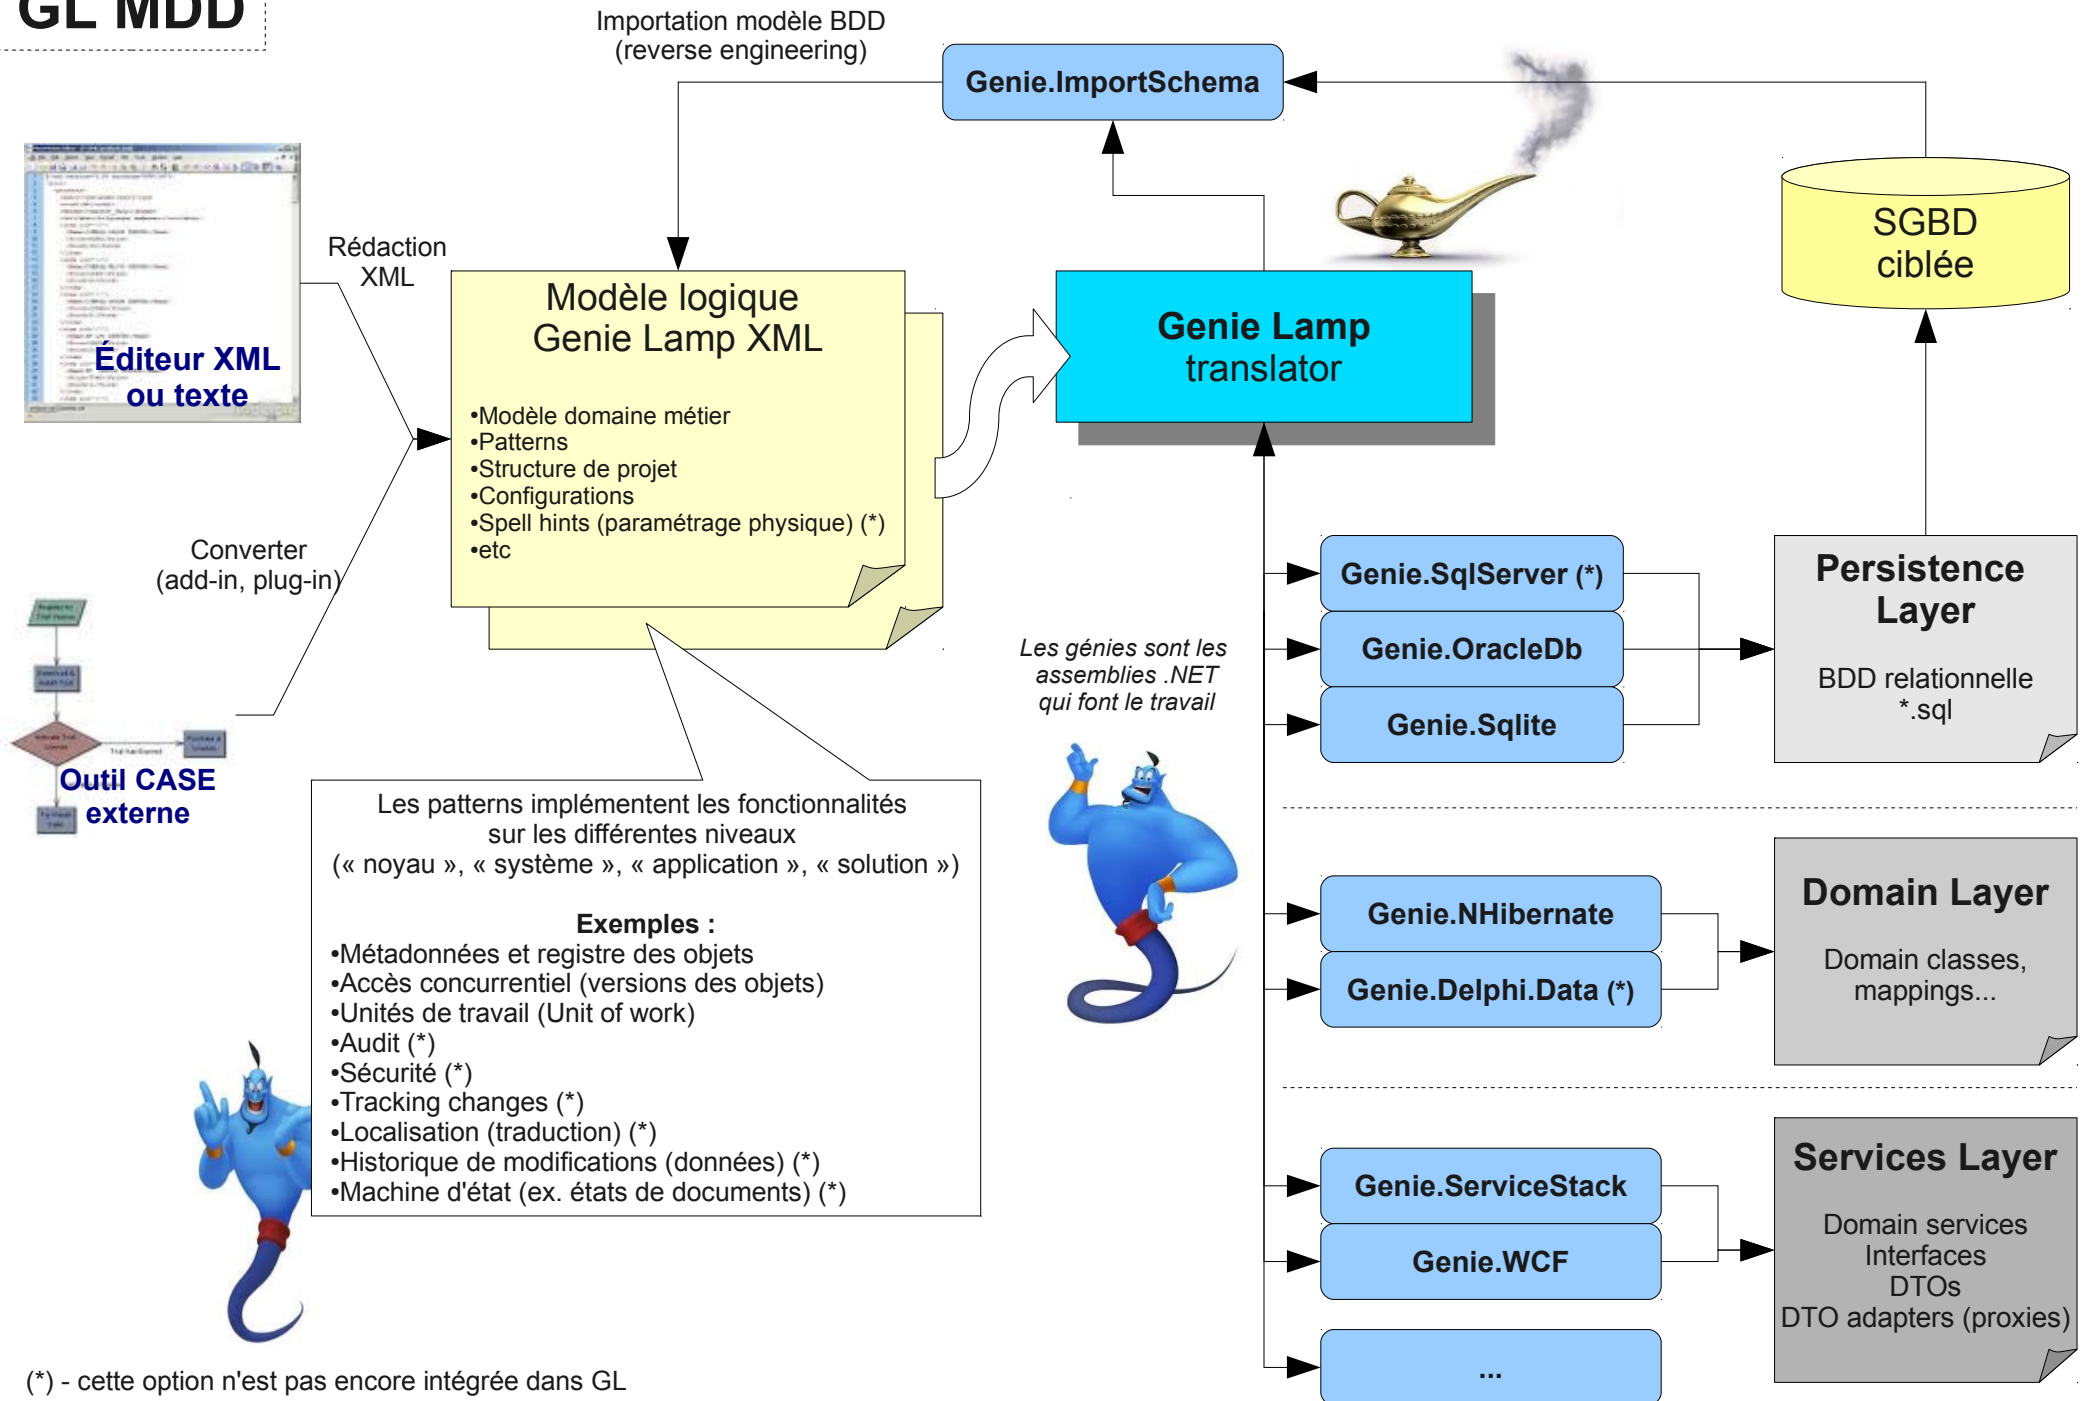 GL MDD
Importation modèle BDD
(reverse engineering)
Genie.ImportSchema
Rédaction
XML
Éditeur XML
ou texte
Modèle logique
Genie Lamp XML
•Modèle domaine métier
•Patterns
•Structure de projet
•Configurations
•Spell hints (paramétrage physique) (*)
•etc
Genie Lamp
translator
SGBD
ciblée
Converter
(add-in, plug-in)
Outil CASE
externe
Les génies sont les
assemblies .NET
qui font le travail
Genie.SqlServer (*)
Genie.OracleDb
Genie.Sqlite
Persistence
Layer
BDD relationnelle
*.sql
Les patterns implémentent les fonctionnalités
sur les différentes niveaux
(« noyau », « système », « application », « solution »)
Exemples :
•Métadonnées et registre des objets
•Accès concurrentiel (versions des objets)
•Unités de travail (Unit of work)
•Audit (*)
•Sécurité (*)
•Tracking changes (*)
•Localisation (traduction) (*)
•Historique de modifications (données) (*)
•Machine d'état (ex. états de documents) (*)
Genie.NHibernate
Genie.Delphi.Data (*)
Domain Layer
Domain classes,
mappings...
Genie.ServiceStack
Genie.WCF
...
Services Layer
Domain services
Interfaces
DTOs
DTO adapters (proxies)
(*) - cette option n'est pas encore intégrée dans GL